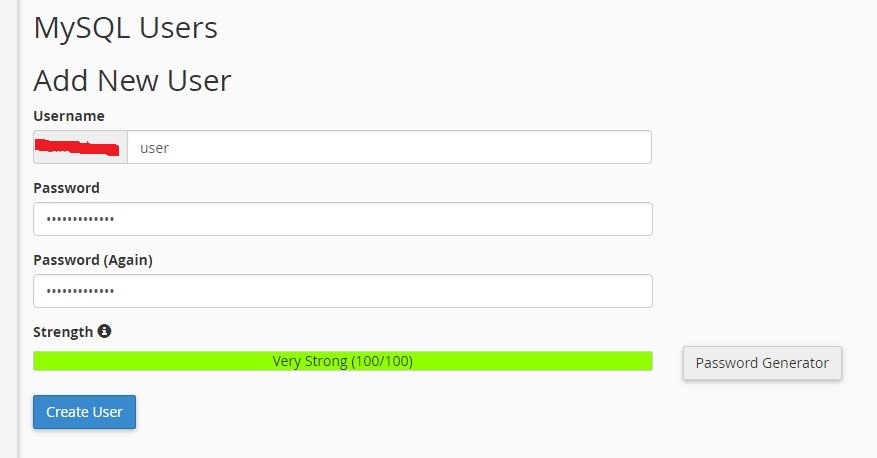 MySQL Users
Add New User
Username
user
Password
•••••••••••••
Password (Again)
•••••••••••••
Strength
Very Strong (100/100)
Password Generator
Create User